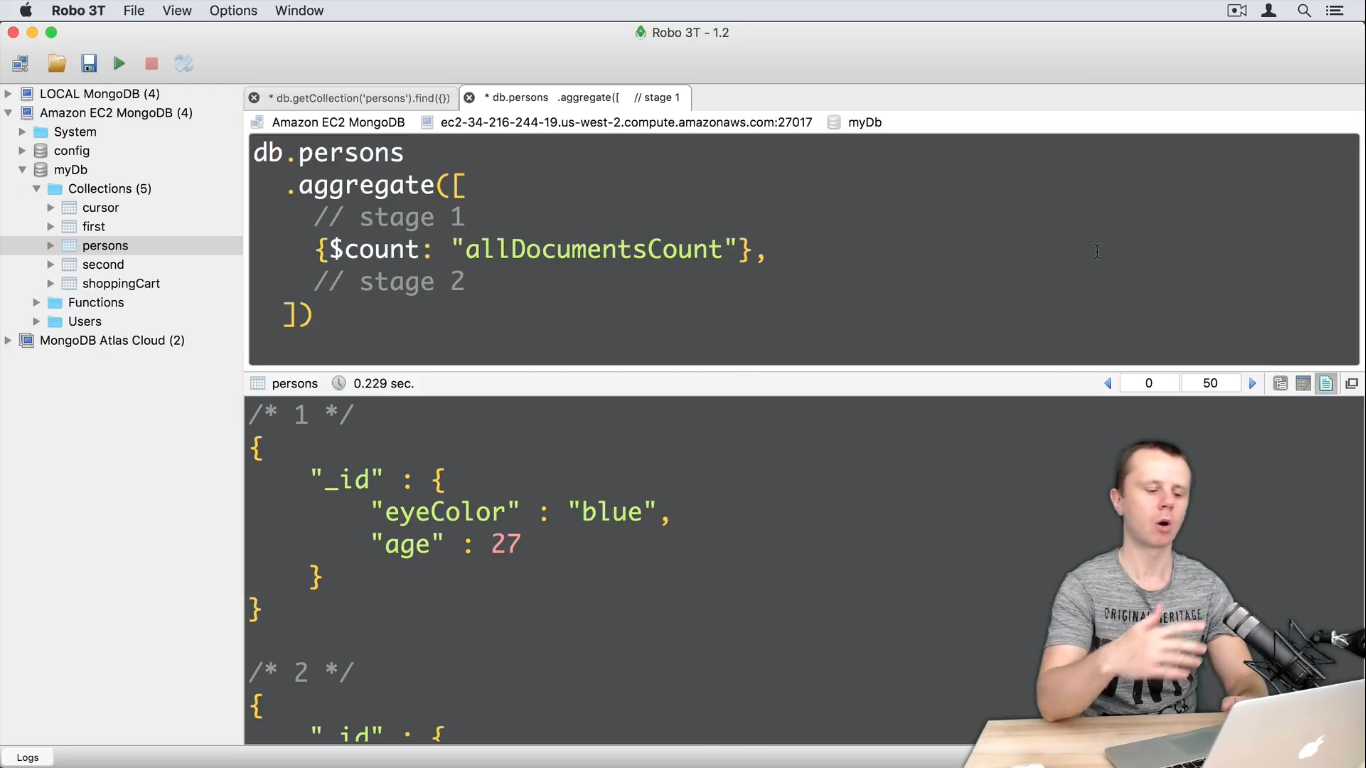 Robo 3T File View Options Window
Robo 3T - 1.2
LOCAL MongoDB (4)
Amazon EC2 MongoDB (4)
System
config
myDb
Collections (5)
cursor
first
persons
second
shoppingCart
Functions
Users
MongoDB Atlas Cloud (2)
* db.getCollection('persons').find({})
* db.persons .aggregate([ // stage 1
Amazon EC2 MongoDB ec2-34-216-244-19.us-west-2.compute.amazonaws.com:27017 myDb
db.persons
.aggregate([
// stage 1
{$count: "allDocumentsCount"},
// stage 2
])
persons 0.229 sec. 0 50
/* 1 */
{
"_id" : {
"eyeColor" : "blue",
"age" : 27
}
}
/* 2 */
{
"_id" : {
ORIGINAL HERITAGE
Logs